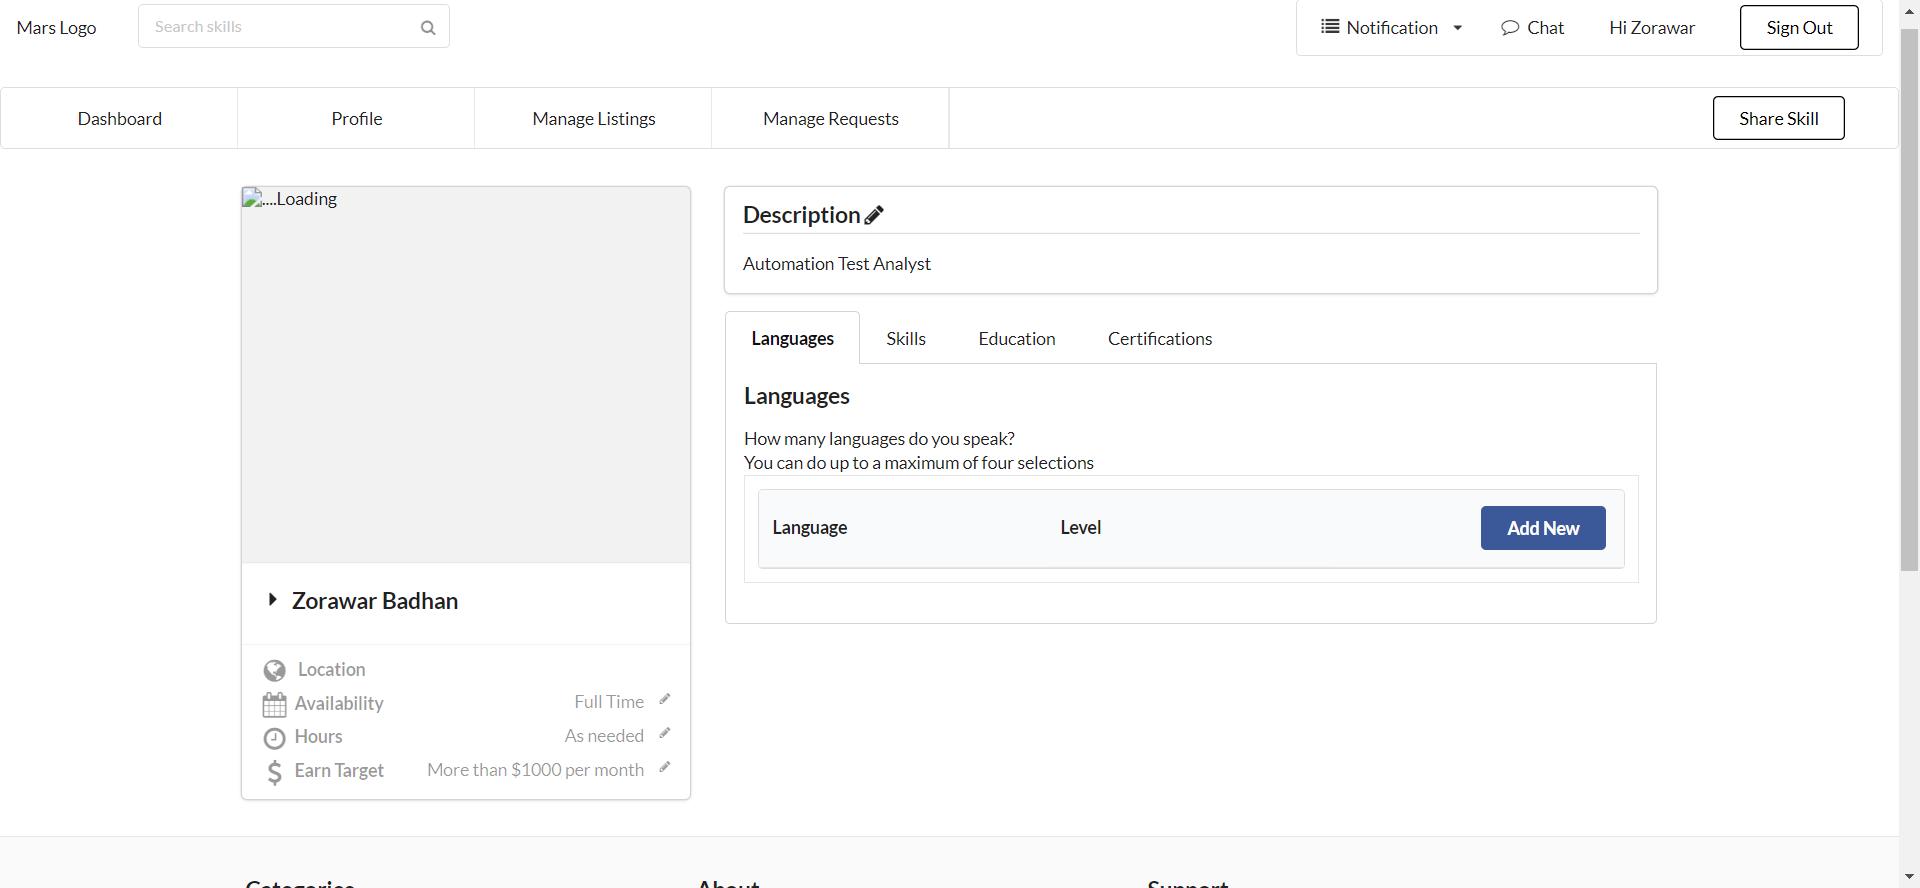 Mars Logo
Search skills
Notification
Chat
Hi Zorawar
Sign Out
Dashboard
Profile
Manage Listings
Manage Requests
Share Skill
....Loading
Zorawar Badhan
Location
Availability Full Time
Hours As needed
Earn Target More than $1000 per month
Description
Automation Test Analyst
Languages Skills Education Certifications
Languages
How many languages do you speak?
You can do up to a maximum of four selections
Language Level Add New
Categories About Support